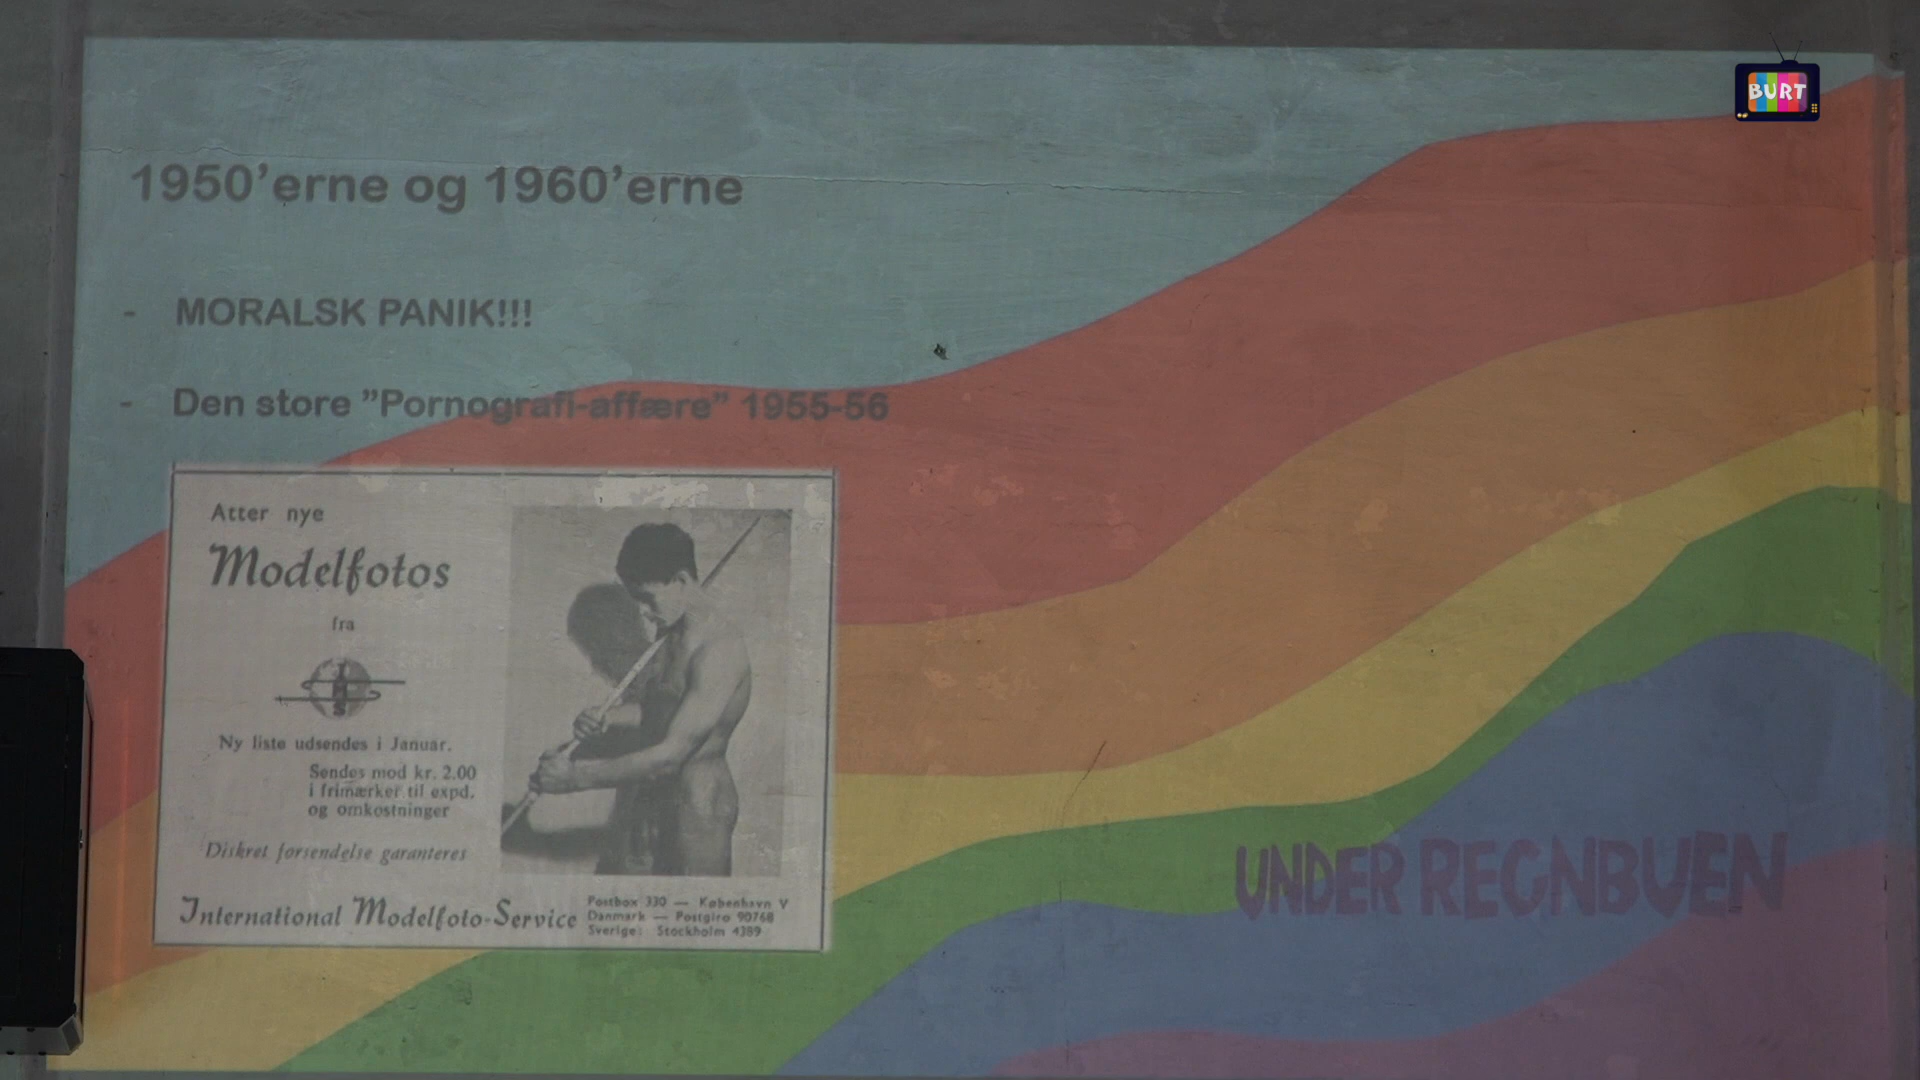 BURT
1950’erne og 1960’erne
- MORALSK PANIK!!!
- Den store ”Pornografi-affære” 1955-56
Atter nye
Modelfotos
fra
IMS
Ny liste udsendes i Januar.
Sendes mod kr. 2.00
i frimærker til expd.
og omkostninger
Diskret forsendelse garanteres
International Modelfoto-Service
Postbox 330 — København V
Danmark — Postgiro 90768
Sverige: Stockholm 4389
UNDER REGNBUEN